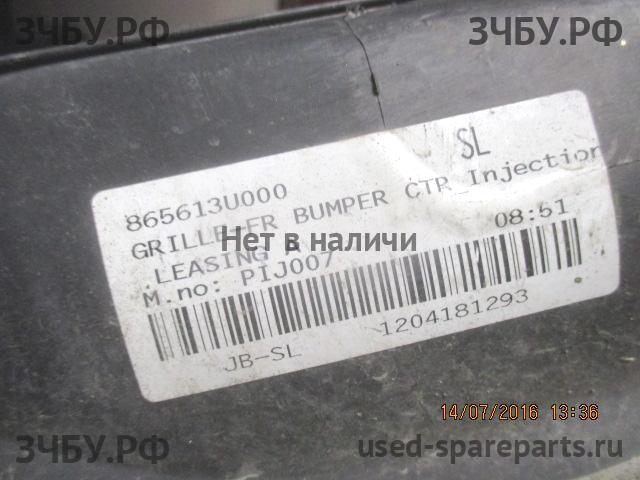 ЗЧБУ.РФ ЗЧБУ.РФ
SL
865613U000
GRILLE-FR BUMPER CTR_Injection
LEASING
08:51
Нет в наличи
M.no: PIJ007
1204181293
JB-SL
14/07/2016 13:36
ЗЧБУ.РФ used-spareparts.ru